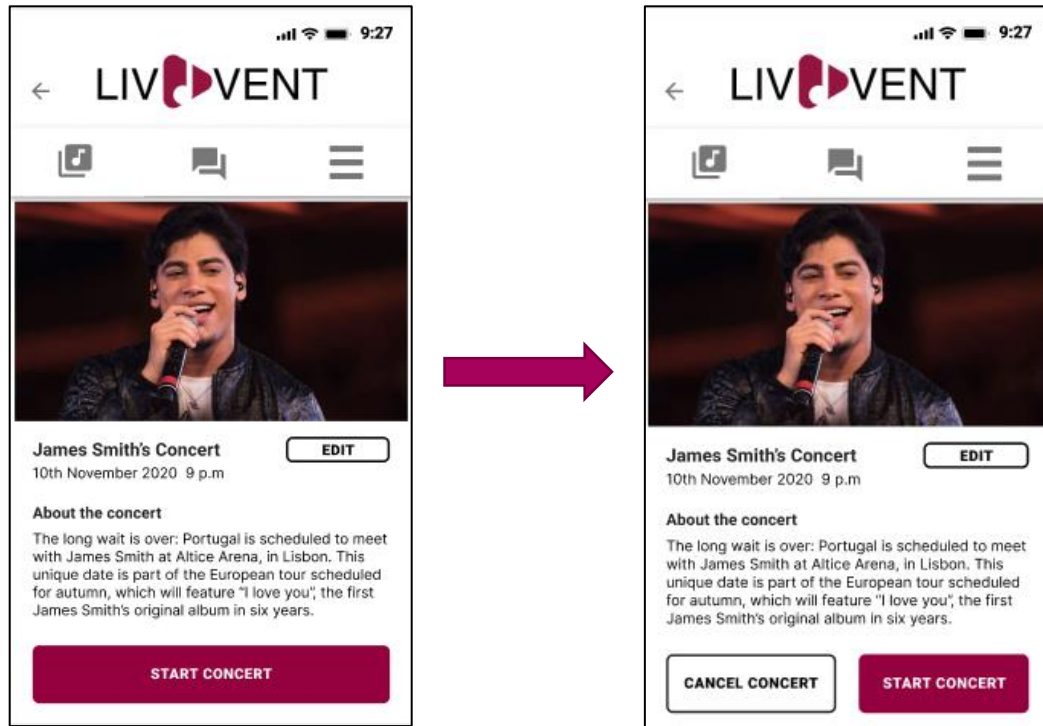 9:27
LIVEVENT
James Smith's Concert
EDIT
10th November 2020 9 p.m
About the concert
The long wait is over: Portugal is scheduled to meet
with James Smith at Altice Arena, in Lisbon. This
unique date is part of the European tour scheduled
for autumn, which will feature "I love you", the first
James Smith's original album in six years.
START CONCERT
9:27
LIVEVENT
James Smith's Concert
EDIT
10th November 2020 9 p.m
About the concert
The long wait is over: Portugal is scheduled to meet
with James Smith at Altice Arena, in Lisbon. This
unique date is part of the European tour scheduled
for autumn, which will feature "I love you", the first
James Smith's original album in six years.
CANCEL CONCERT
START CONCERT